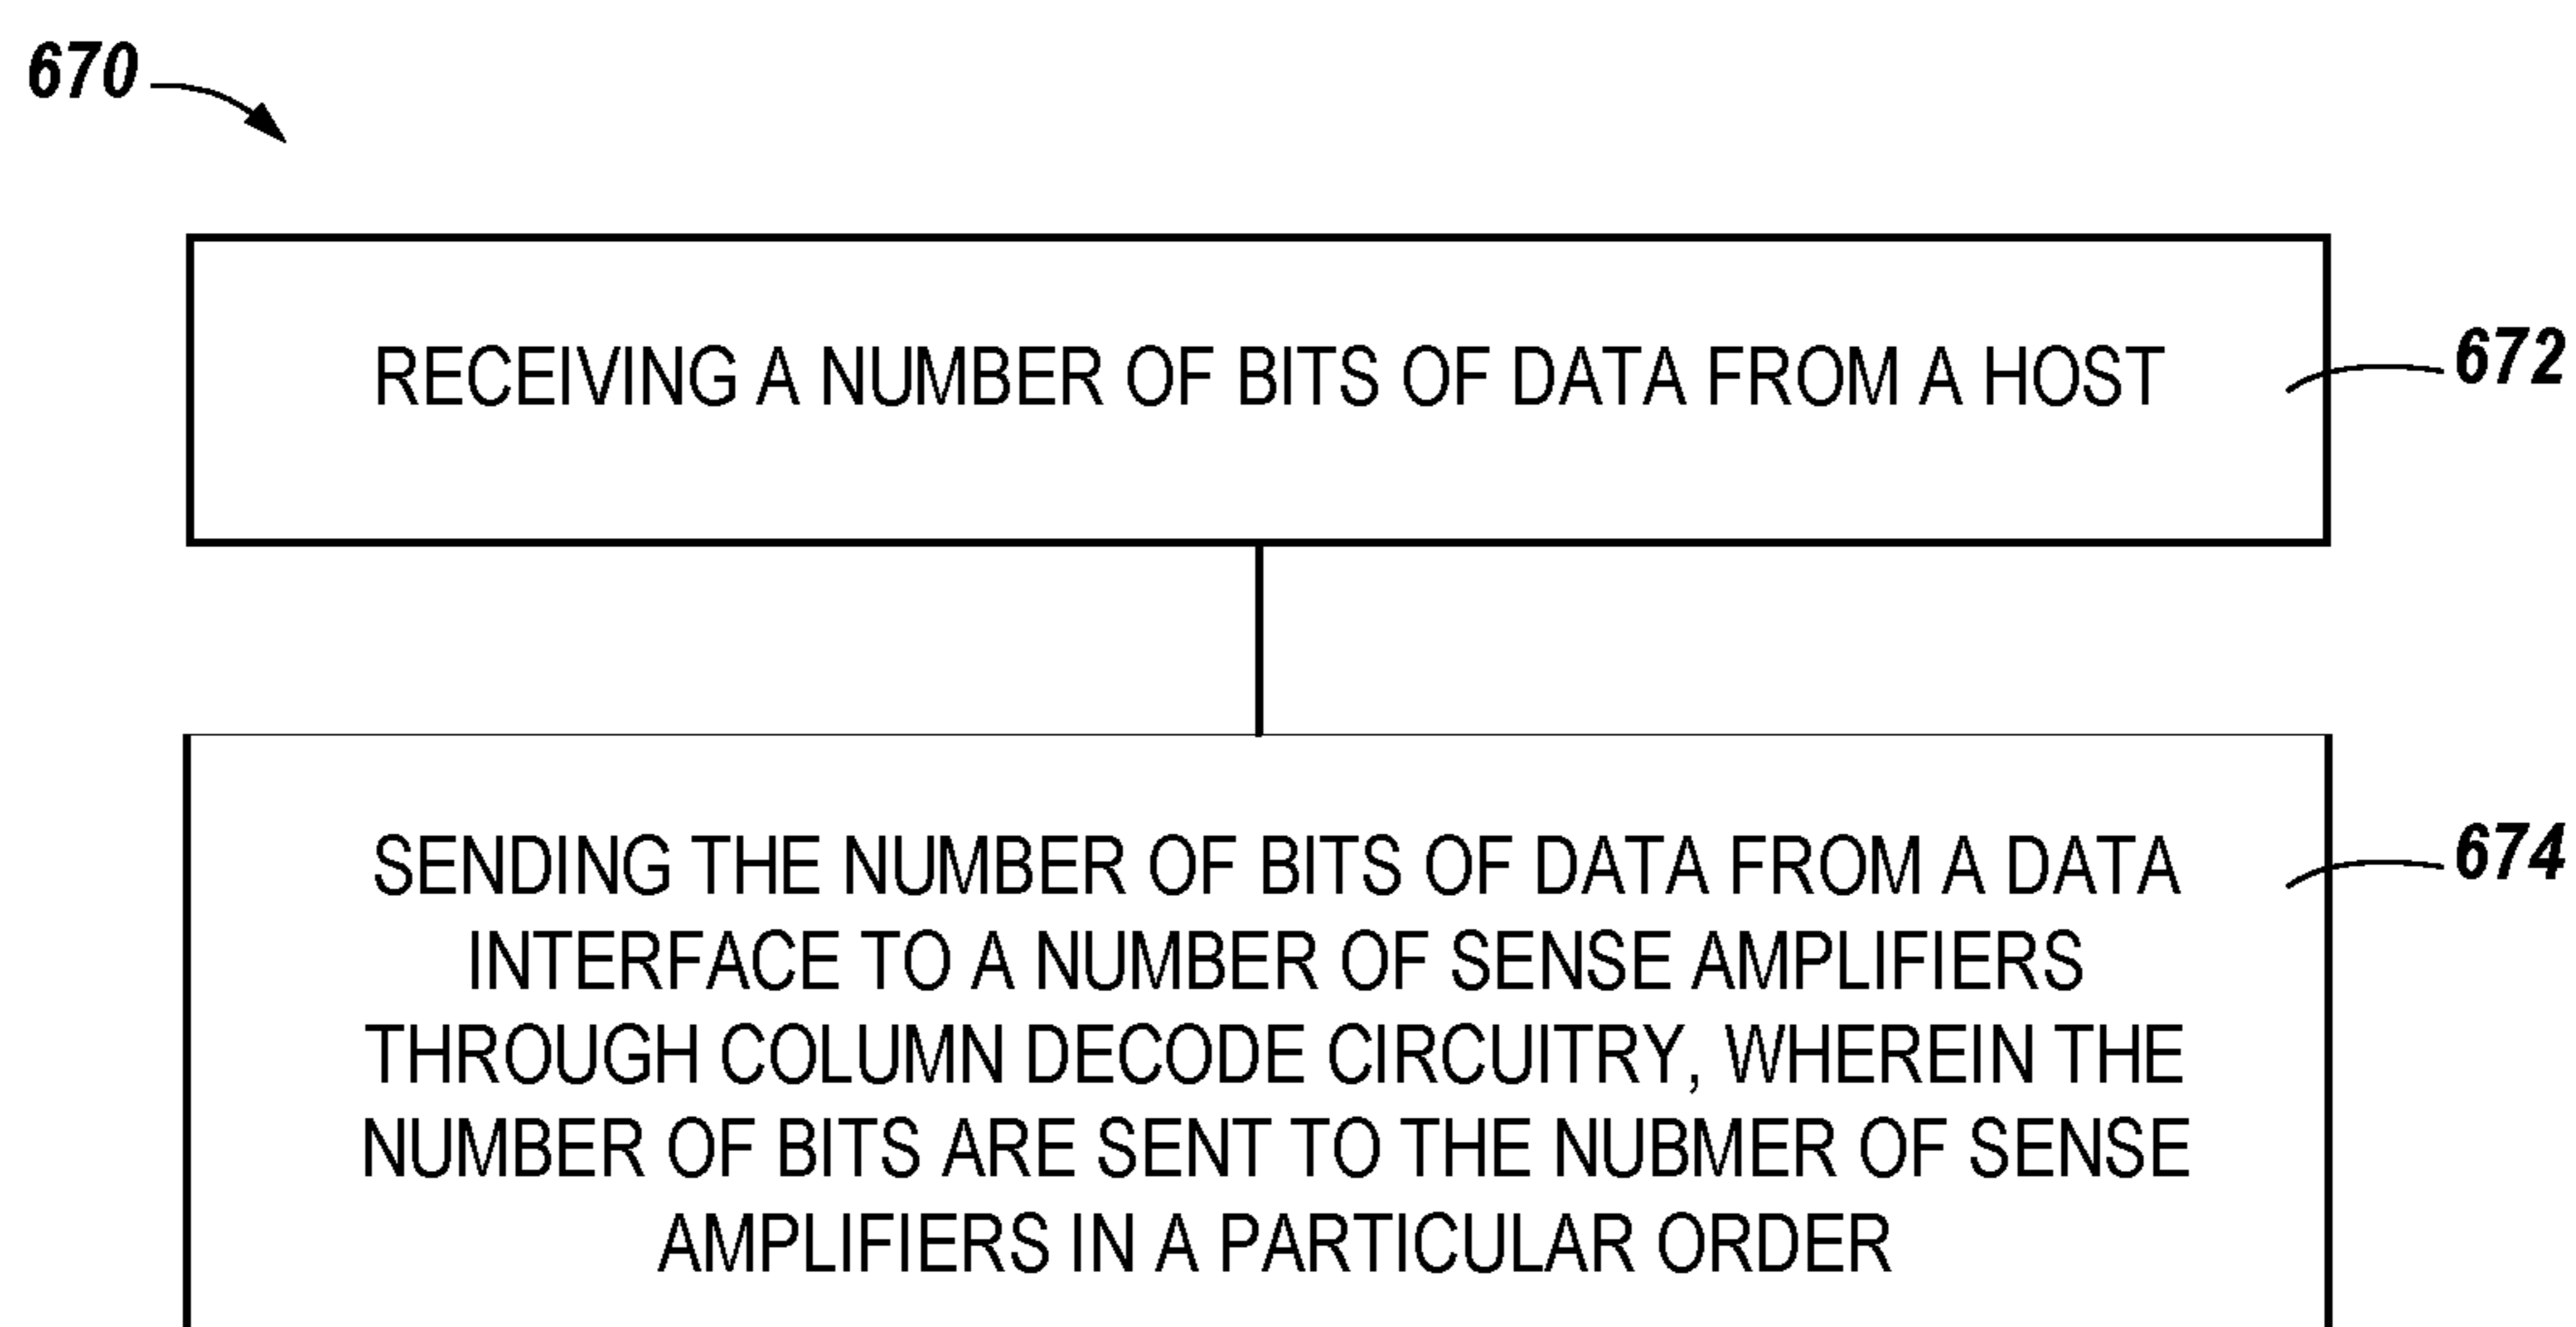 670
RECEIVING A NUMBER OF BITS OF DATA FROM A HOST
672
SENDING THE NUMBER OF BITS OF DATA FROM A DATA
674
INTERFACE TO A NUMBER OF SENSE AMPLIFIERS
THROUGH COLUMN DECODE CIRCUITRY, WHEREIN THE
NUMBER OF BITS ARE SENT TO THE NUBMER OF SENSE
AMPLIFIERS IN A PARTICULAR ORDER